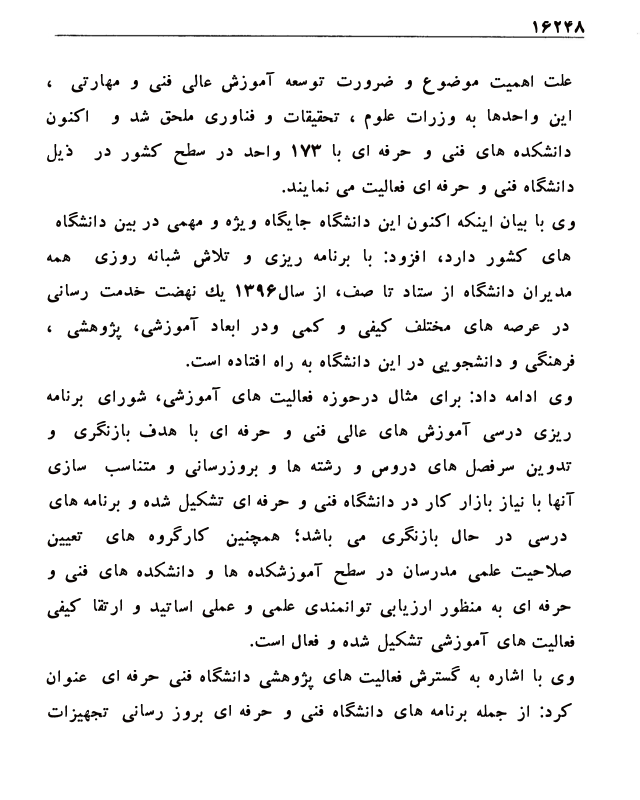 ۱۶۲۴۸
علت اهمیت موضوع و ضرورت توسعه آموزش عالی فنی و مهارتی ،
این واحدها به وزرات علوم ، تحقیقات و فناوری ملحق شد و اکنون
دانشکده های فنی و حرفه ای با ۱۷۳ واحد در سطح کشور در ذیل
دانشگاه فنی و حرفه ای فعالیت می نمایند.
وی با بیان اینکه اکنون این دانشگاه جایگاه ویژه و مهمی در بین دانشگاه
های کشور دارد، افزود: با برنامه ریزی و تلاش شبانه روزی همه
مدیران دانشگاه از ستاد تا صف، از سال۱۳۹۶ یك نهضت خدمت رسانی
در عرصه های مختلف کیفی و کمی ودر ابعاد آموزشی، پژوهشی ،
فرهنگی و دانشجویی در این دانشگاه به راه افتاده است.
وی ادامه داد: برای مثال درحوزه فعالیت های آموزشی، شورای برنامه
ریزی درسی آموزش های عالی فنی و حرفه ای با هدف بازنگری و
تدوین سرفصل های دروس و رشته ها و بروزرسانی و متناسب سازی
آنها با نیاز بازار کار در دانشگاه فنی و حرفه ای تشکیل شده و برنامه های
درسی در حال بازنگری می باشد؛ همچنین کارگروه های تعیین
صلاحیت علمی مدرسان در سطح آموزشکده ها و دانشکده های فنی و
حرفه ای به منظور ارزیابی توانمندی علمی و عملی اساتید و ارتقا کیفی
فعالیت های آموزشی تشکیل شده و فعال است.
وی با اشاره به گسترش فعالیت های پژوهشی دانشگاه فنی حرفه ای عنوان
کرد: از جمله برنامه های دانشگاه فنی و حرفه ای بروز رسانی تجهیزات